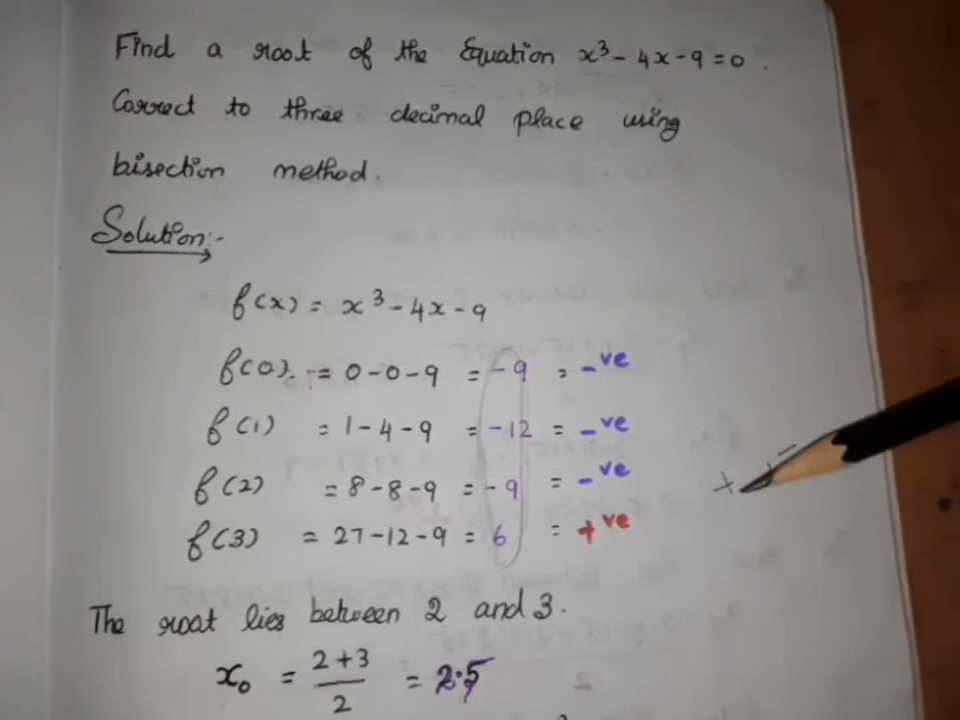 Find a root of the Equation x³ - 4x - 9 = 0.
Correct to three decimal place using
bisection method.
Solution:-
f(x) = x³ - 4x - 9
f(0). = 0 - 0 - 9 = -9 = -ve
f(1) = 1 - 4 - 9 = -12 = -ve
f(2) = 8 - 8 - 9 = -9 = -ve
f(3) = 27 - 12 - 9 = 6 = +ve
The root lies between 2 and 3.
x₀ = (2+3)/2 = 2.5